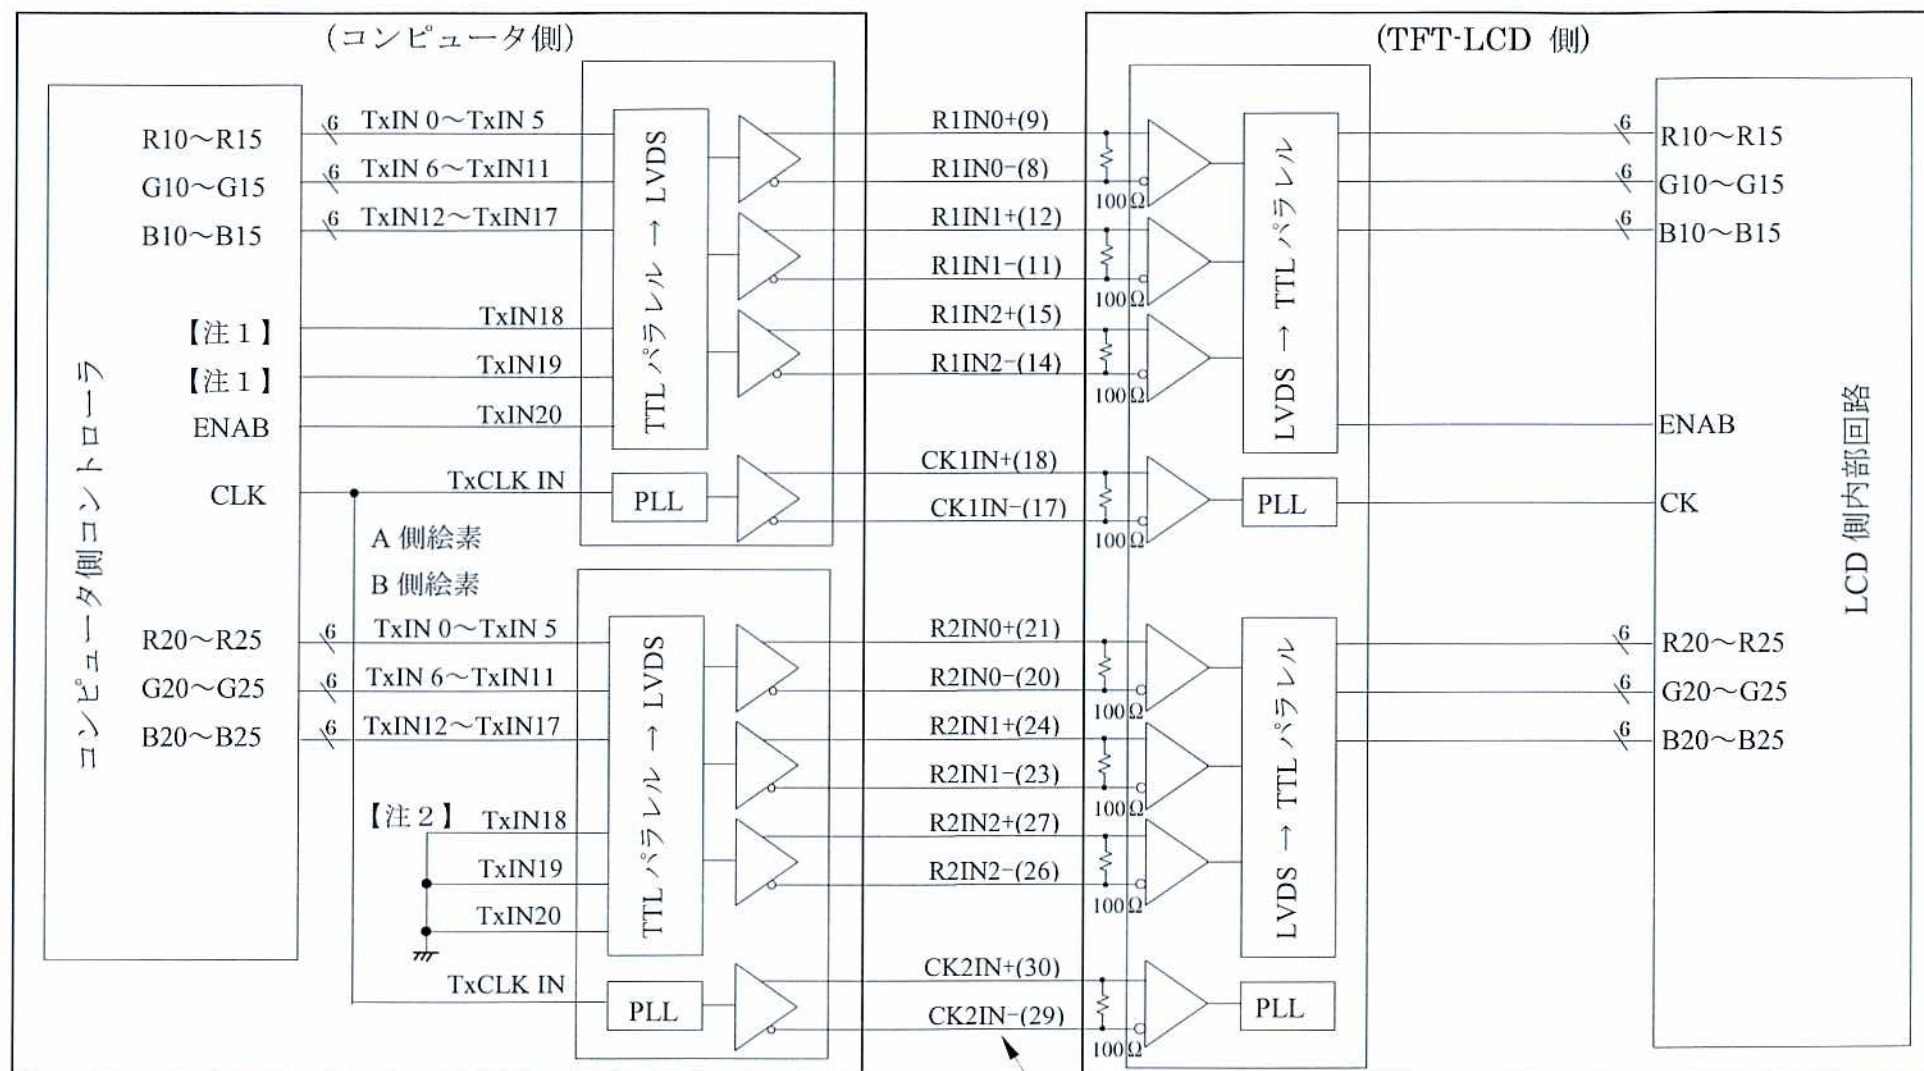 (コンピュータ側)
(TFT-LCD 側)
コンピュータ側コントローラ
R10～R15
G10～G15
B10～B15
【注１】
【注１】
ENAB
CLK
R20～R25
G20～G25
B20～B25
6 TxIN 0～TxIN 5
6 TxIN 6～TxIN11
6 TxIN12～TxIN17
TxIN18
TxIN19
TxIN20
TxCLK IN
A 側絵素
B 側絵素
6 TxIN 0～TxIN 5
6 TxIN 6～TxIN11
6 TxIN12～TxIN17
【注２】
TxIN18
TxIN19
TxIN20
TxCLK IN
TTL パラレル → LVDS
PLL
TTL パラレル → LVDS
PLL
R1IN0+(9)
R1IN0-(8)
R1IN1+(12)
R1IN1-(11)
R1IN2+(15)
R1IN2-(14)
CK1IN+(18)
CK1IN-(17)
R2IN0+(21)
R2IN0-(20)
R2IN1+(24)
R2IN1-(23)
R2IN2+(27)
R2IN2-(26)
CK2IN+(30)
CK2IN-(29)
100Ω
100Ω
100Ω
100Ω
100Ω
100Ω
100Ω
100Ω
LVDS → TTL パラレル
PLL
LVDS → TTL パラレル
PLL
6 R10～R15
6 G10～G15
6 B10～B15
ENAB
CK
6 R20～R25
6 G20～G25
6 B20～B25
LCD 側内部回路